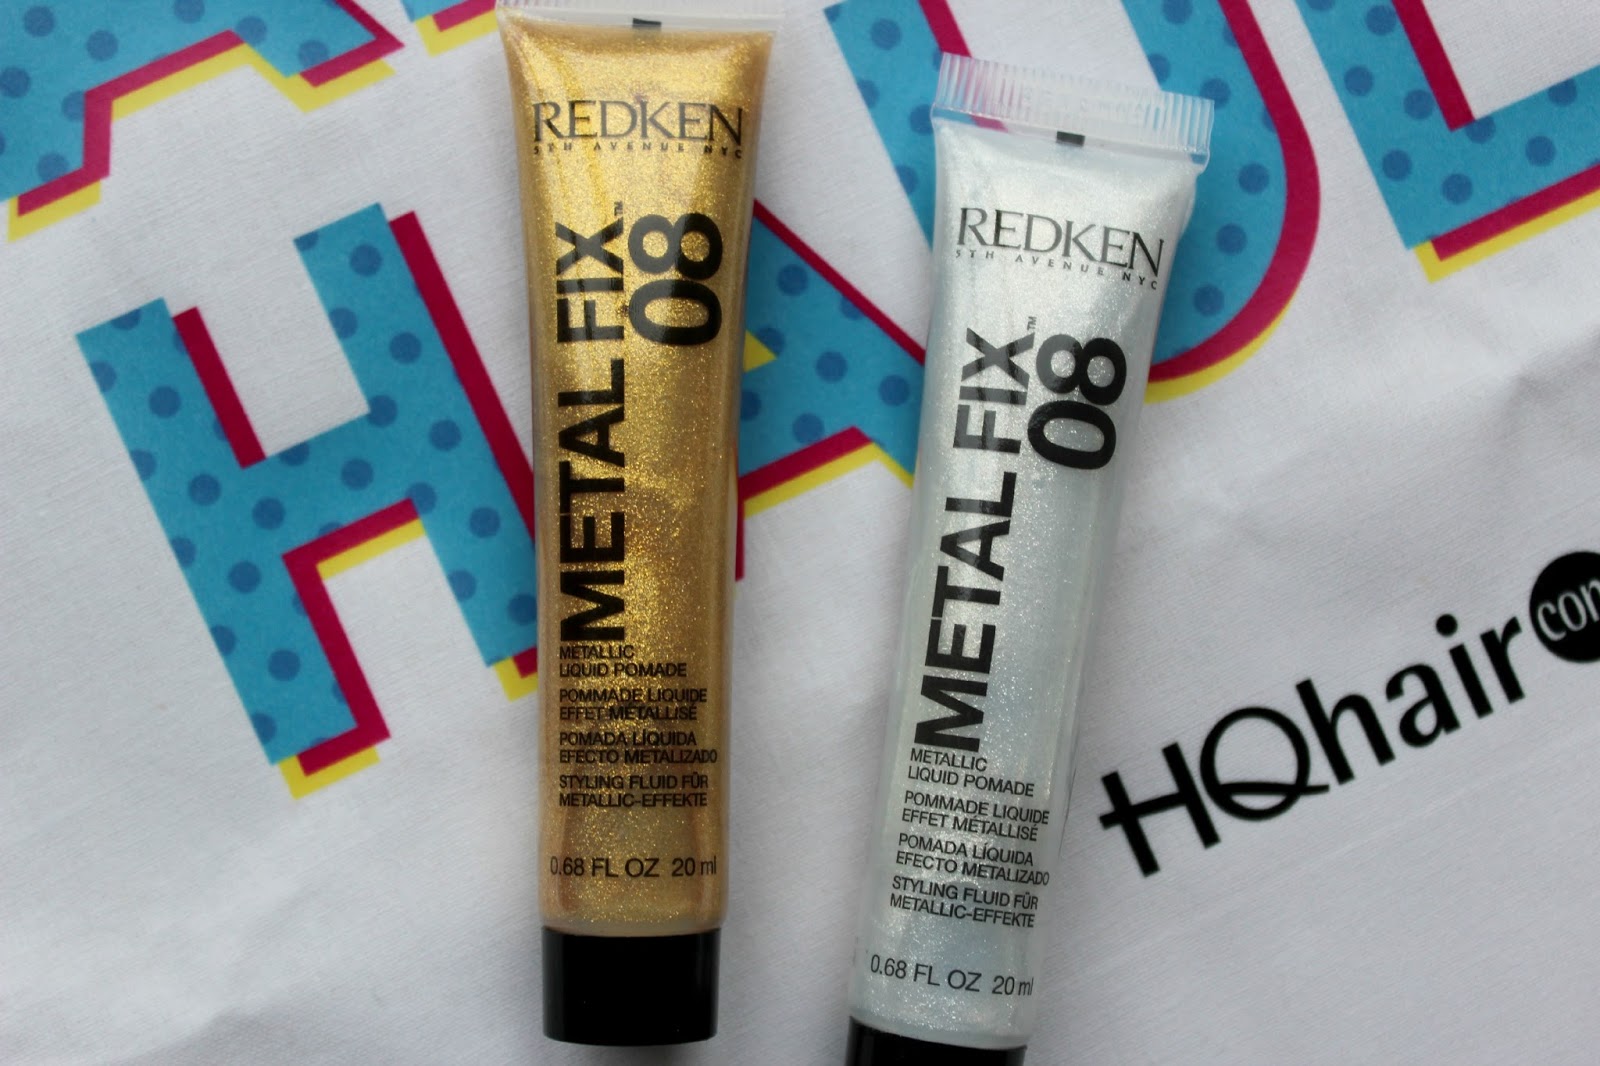 REDKEN
5TH AVENUE NYC
METAL FIX™
08
METALLIC
LIQUID POMADE
POMMADE LIQUIDE
EFFET MÉTALLISÉ
POMADA LÍQUIDA
EFECTO METALIZADO
STYLING FLUID FÜR
METALLIC-EFFEKTE
0.68 FL OZ 20 ml
REDKEN
5TH AVENUE NYC
METAL FIX™
08
METALLIC
LIQUID POMADE
POMMADE LIQUIDE
EFFET MÉTALLISÉ
POMADA LÍQUIDA
EFECTO METALIZADO
STYLING FLUID FÜR
METALLIC-EFFEKTE
0.68 FL OZ 20 ml
HAUL
HQhair com